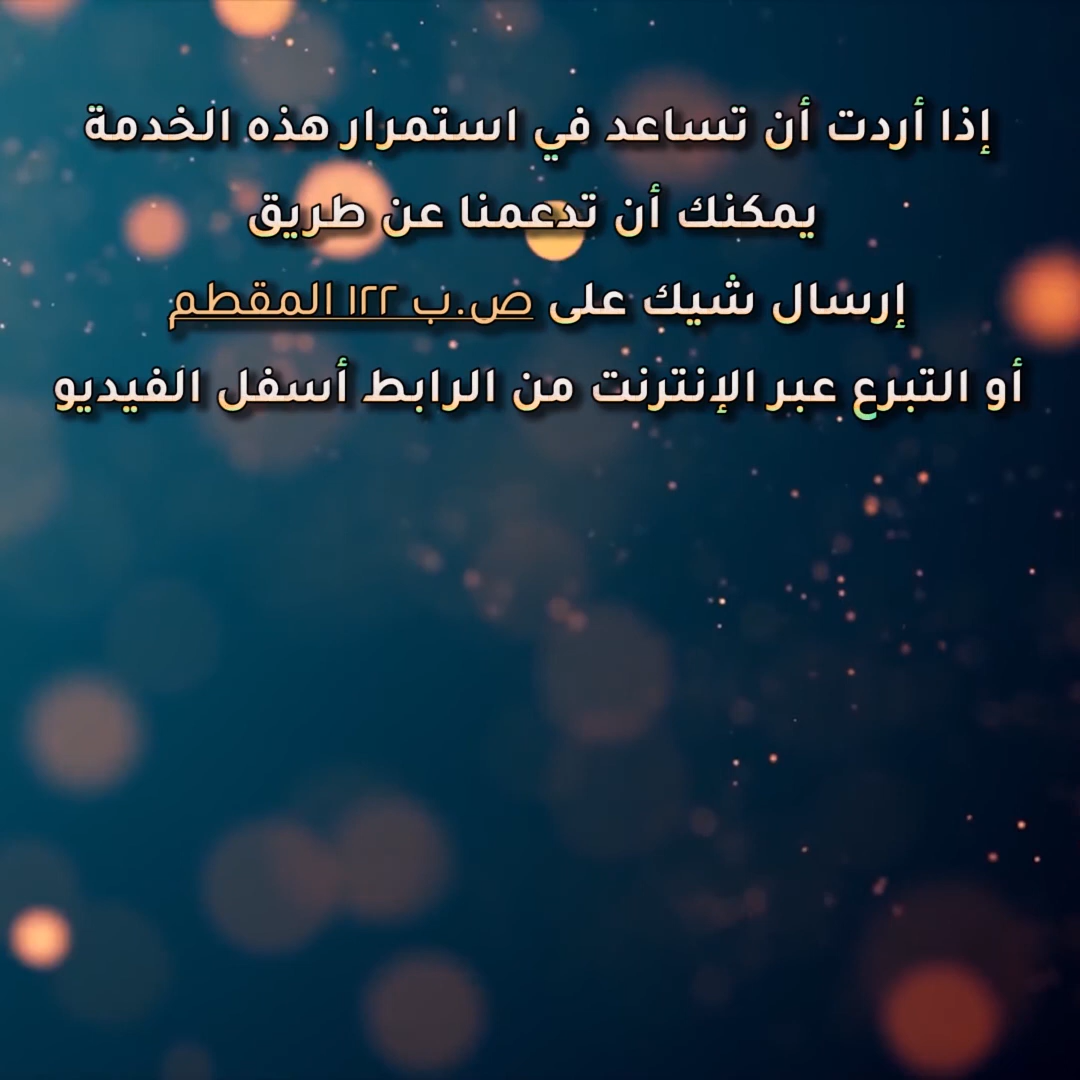 إذا أردت أن تساعد في استمرار هذه الخدمة
يمكنك أن تدعمنا عن طريق
إرسال شيك على ص.ب ١٢٢ المقطم
أو التبرع عبر الإنترنت من الرابط أسفل الفيديو